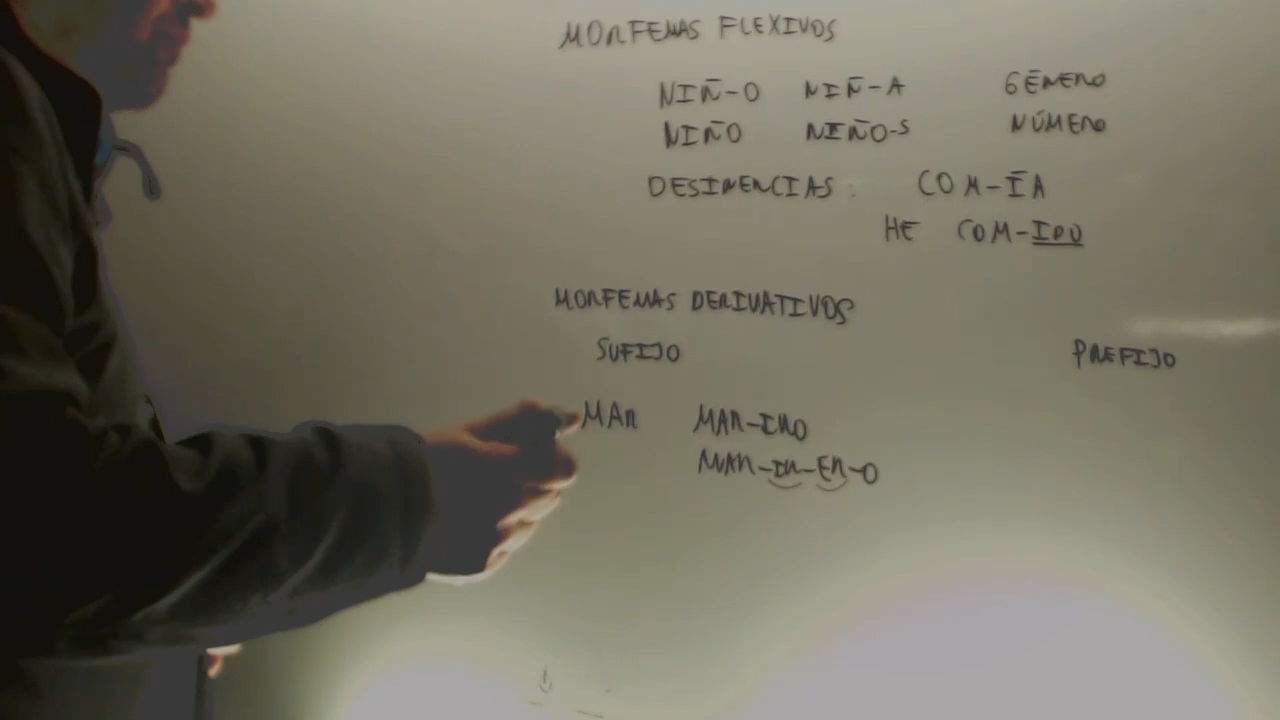 MORFEMAS FLEXIVOS
NIÑ-O NIÑ-A GÉNERO
NIÑO NIÑO-S NÚMERO
DESINENCIAS: COM-ÍA
HE COM-IDO
MORFEMAS DERIVATIVOS
SUFIJO PREFIJO
MAR MAR-INO
MAR-IN-ER-O